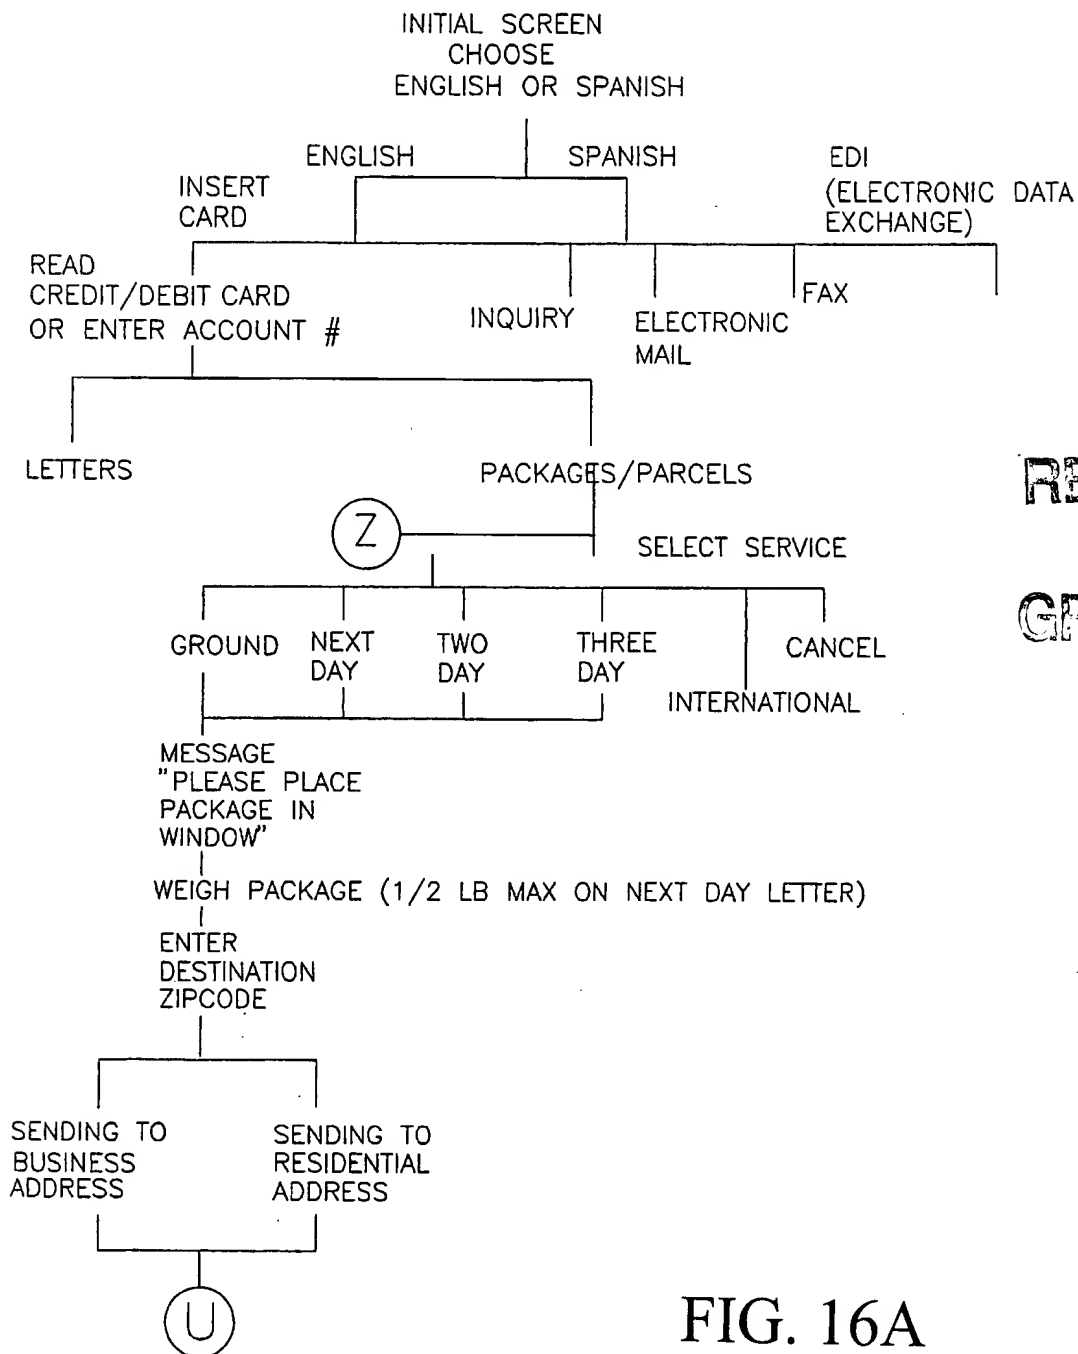 INITIAL SCREEN
CHOOSE
ENGLISH OR SPANISH
ENGLISH
SPANISH
EDI
(ELECTRONIC DATA
EXCHANGE)
INSERT
CARD
READ
CREDIT/DEBIT CARD
OR ENTER ACCOUNT #
INQUIRY
ELECTRONIC
MAIL
FAX
LETTERS
PACKAGES/PARCELS
Z
SELECT SERVICE
GROUND
NEXT
DAY
TWO
DAY
THREE
DAY
INTERNATIONAL
CANCEL
MESSAGE
"PLEASE PLACE
PACKAGE IN
WINDOW"
WEIGH PACKAGE (1/2 LB MAX ON NEXT DAY LETTER)
ENTER
DESTINATION
ZIPCODE
SENDING TO
BUSINESS
ADDRESS
SENDING TO
RESIDENTIAL
ADDRESS
U
FIG. 16A